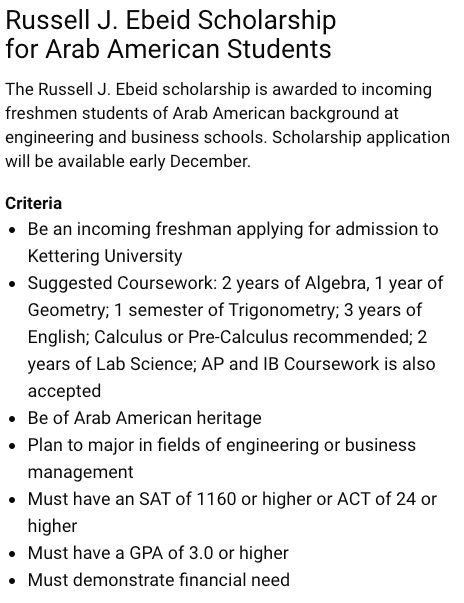 Russell J. Ebeid Scholarship
for Arab American Students
The Russell J. Ebeid scholarship is awarded to incoming
freshmen students of Arab American background at
engineering and business schools. Scholarship application
will be available early December.
Criteria
• Be an incoming freshman applying for admission to
Kettering University
• Suggested Coursework: 2 years of Algebra, 1 year of
Geometry; 1 semester of Trigonometry; 3 years of
English; Calculus or Pre-Calculus recommended; 2
years of Lab Science; AP and IB Coursework is also
accepted
• Be of Arab American heritage
• Plan to major in fields of engineering or business
management
• Must have an SAT of 1160 or higher or ACT of 24 or
higher
• Must have a GPA of 3.0 or higher
• Must demonstrate financial need